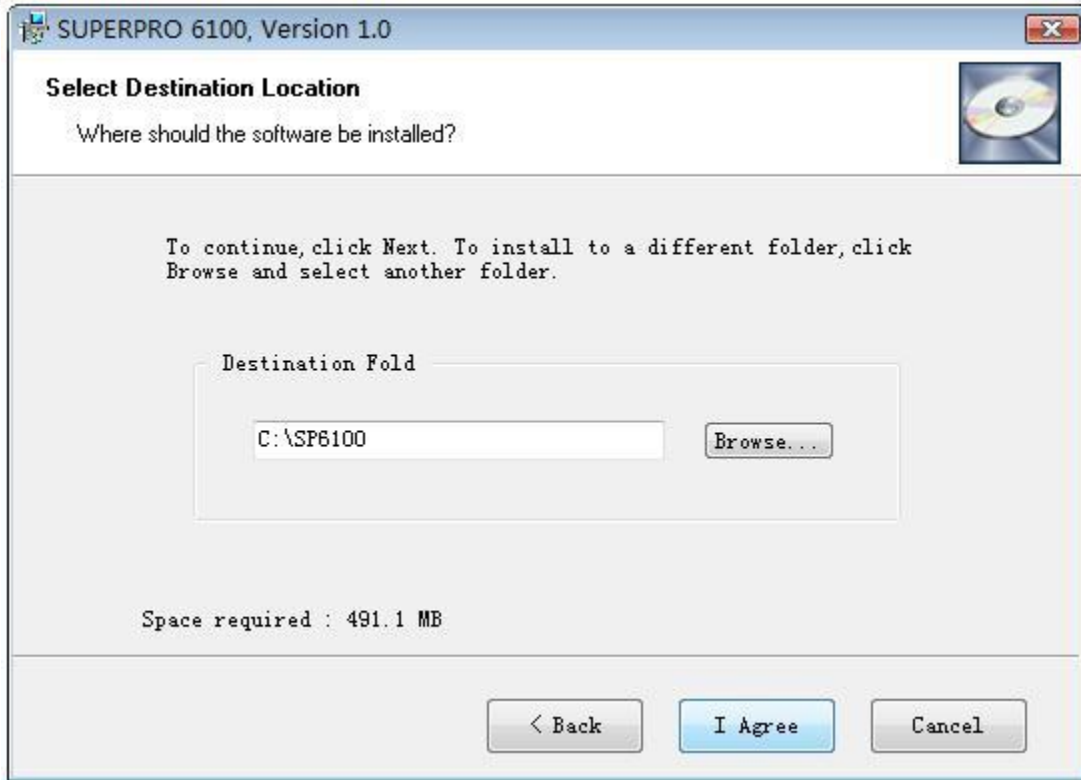 SUPERPRO 6100, Version 1.0
Select Destination Location
Where should the software be installed?
To continue, click Next. To install to a different folder, click
Browse and select another folder.
Destination Fold
C:\SP6100
Browse...
Space required : 491.1 MB
< Back
I Agree
Cancel